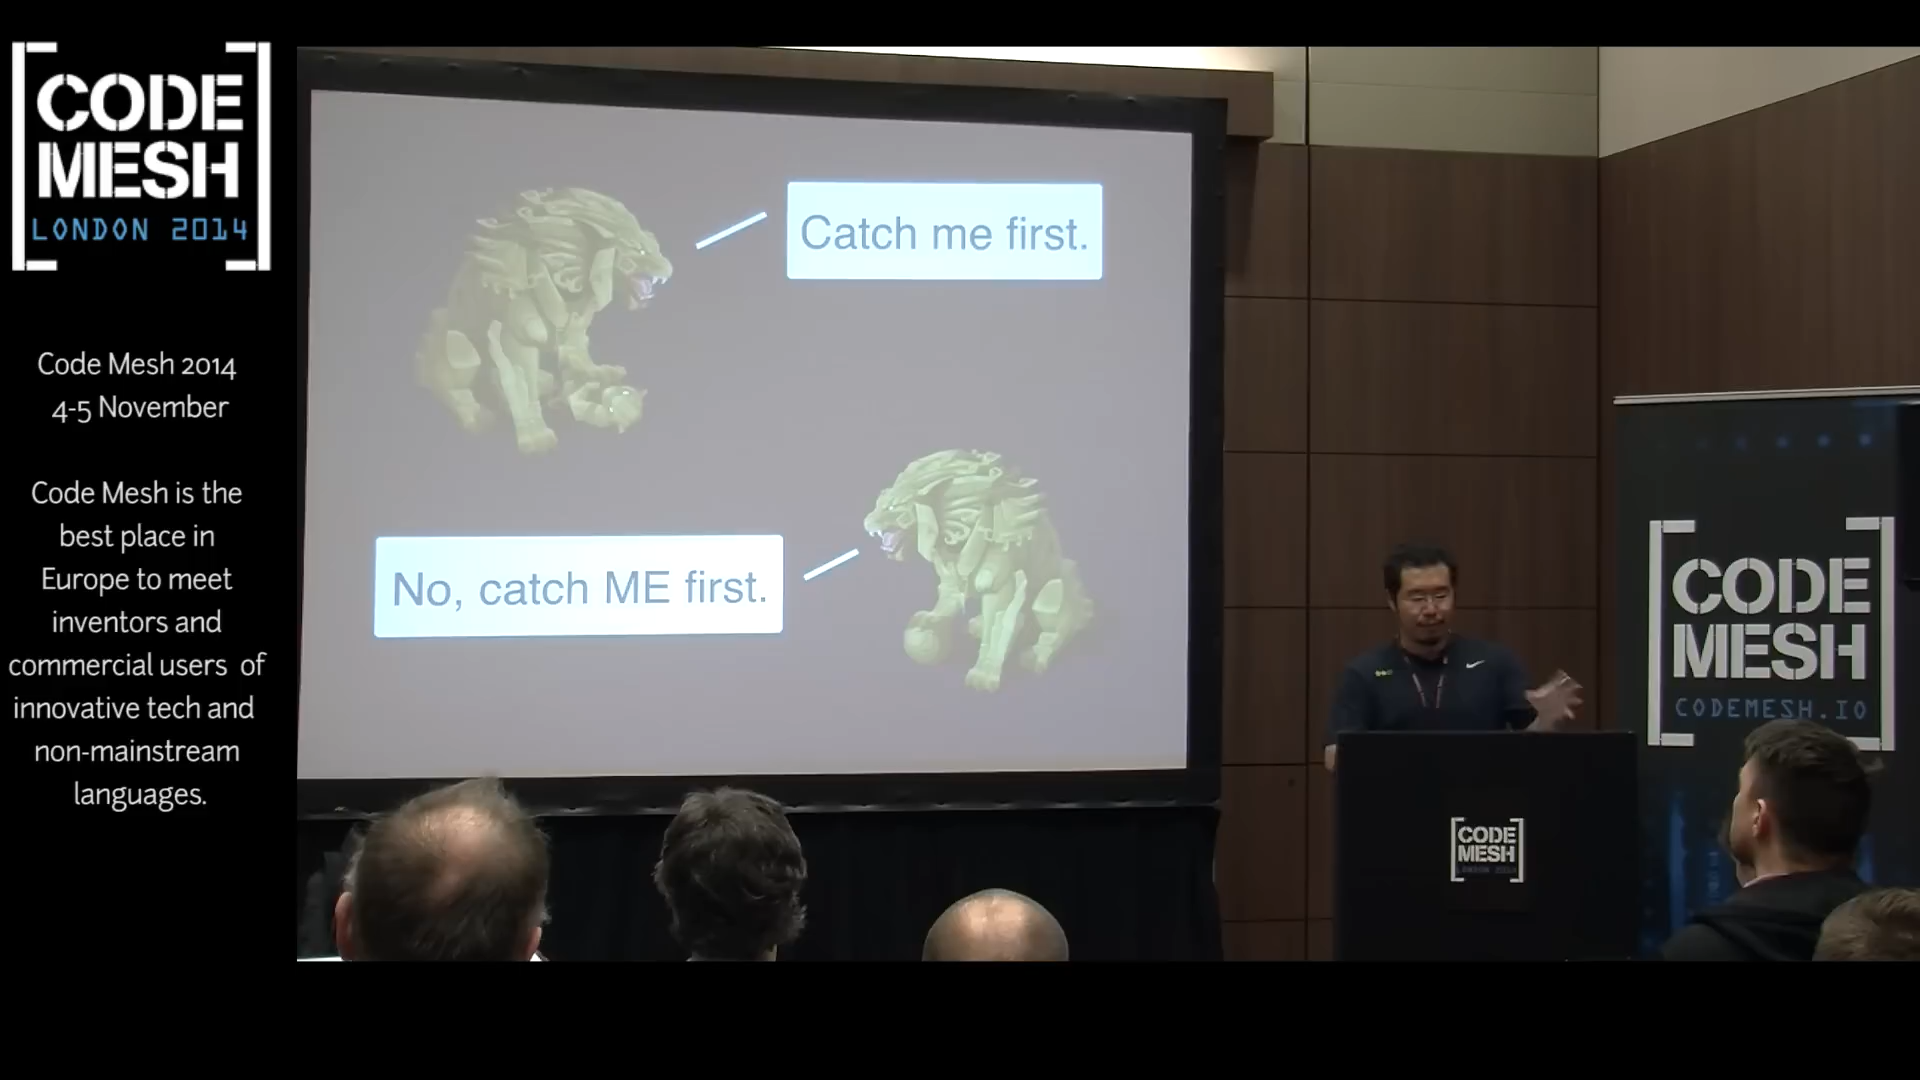 CODE
MESH
LONDON 2014
Code Mesh 2014
4-5 November
Code Mesh is the
best place in
Europe to meet
inventors and
commercial users of
innovative tech and
non-mainstream
languages.
Catch me first.
No, catch ME first.
CODE
MESH
CODEMESH.IO
CODE
MESH
LONDON 2014